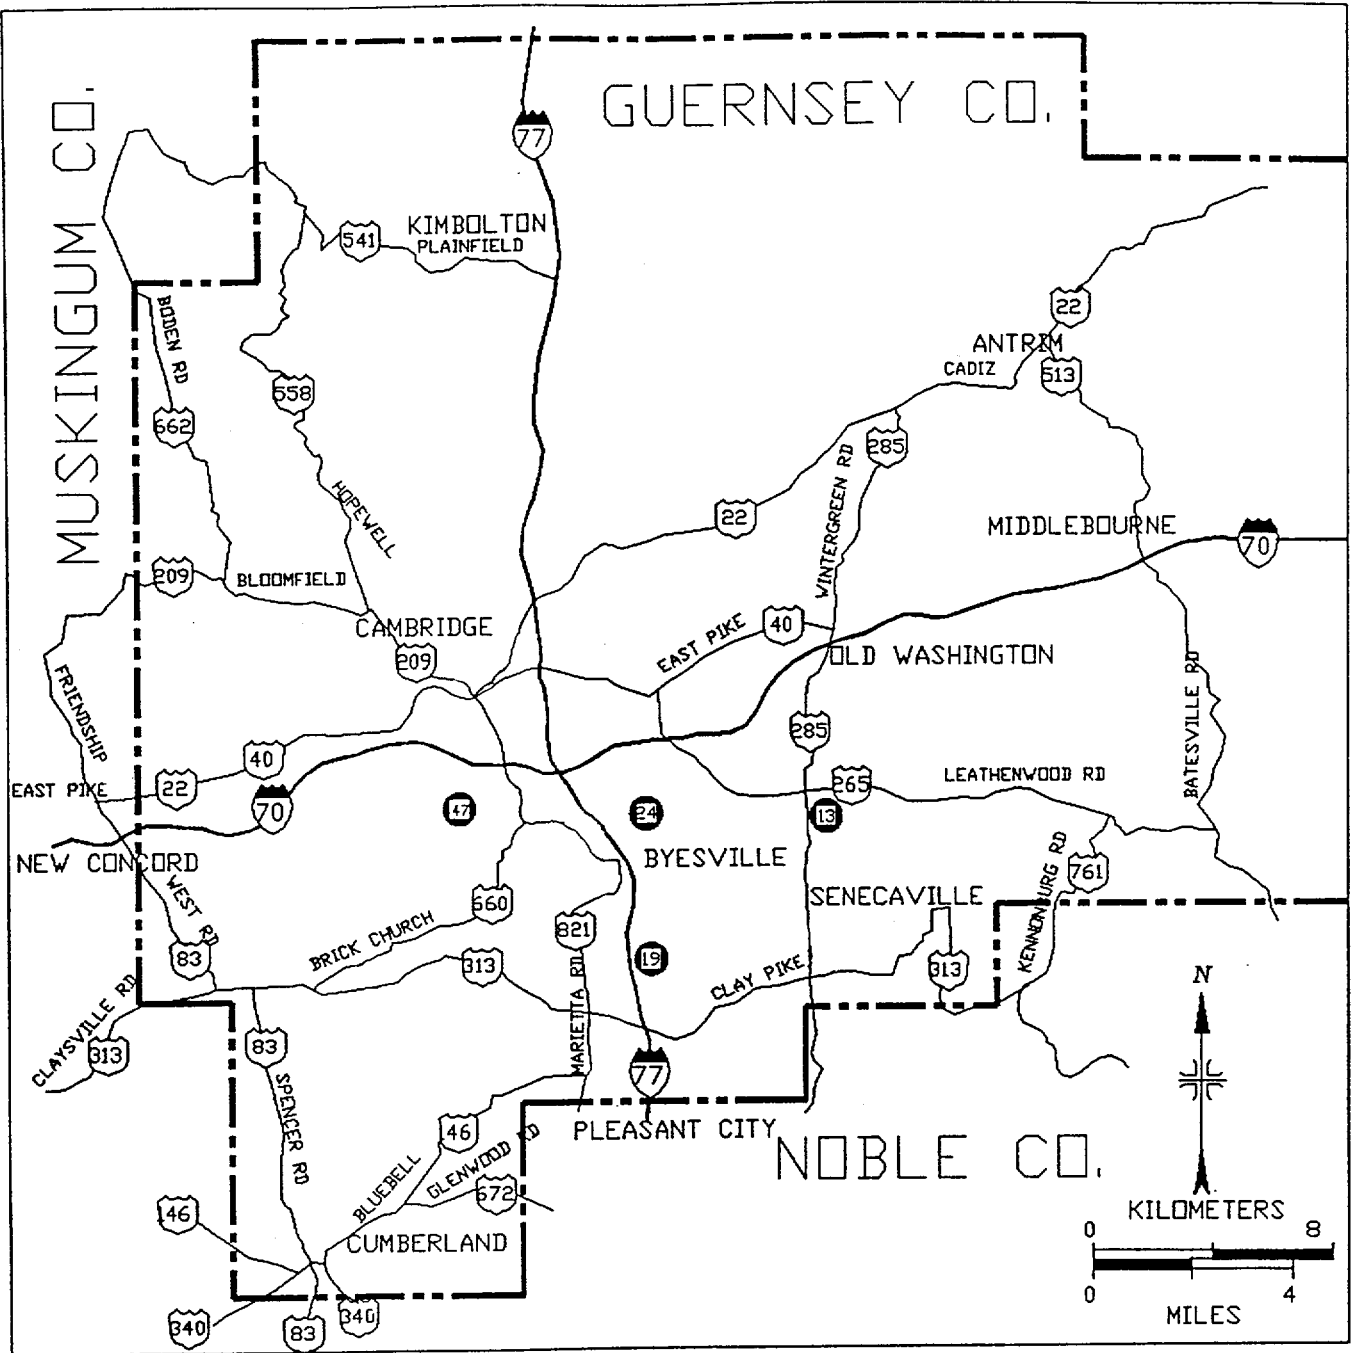 GUERNSEY CO.
MUSKINGUM CO.
77
KIMBOLTON
PLAINFIELD
541
22
BODEN RD
ANTRIM
CADIZ
513
558
662
285
WINTERGREEN RD
HOPEWELL
22
MIDDLEBOURNE
70
209
BLOOMFIELD
CAMBRIDGE
40
EAST PIKE
209
OLD WASHINGTON
FRIENDSHIP
BATESVILLE RD
285
40
EAST PIKE
22
265
LEATHENWOOD RD
70
47
24
13
NEW CONCORD
BYESVILLE
KENNONBURG RD
761
WEST RD
660
SENECAVILLE
BRICK CHURCH
821
83
313
19
CLAY PIKE
313
N
MARIETTA RD
CLAYSVILLE RD
313
83
77
SPENCER RD
146
PLEASANT CITY
NOBLE CO.
BLUEBELL
GLENWOOD RD
672
146
CUMBERLAND
KILOMETERS
0 8
0 4
MILES
340
83
340